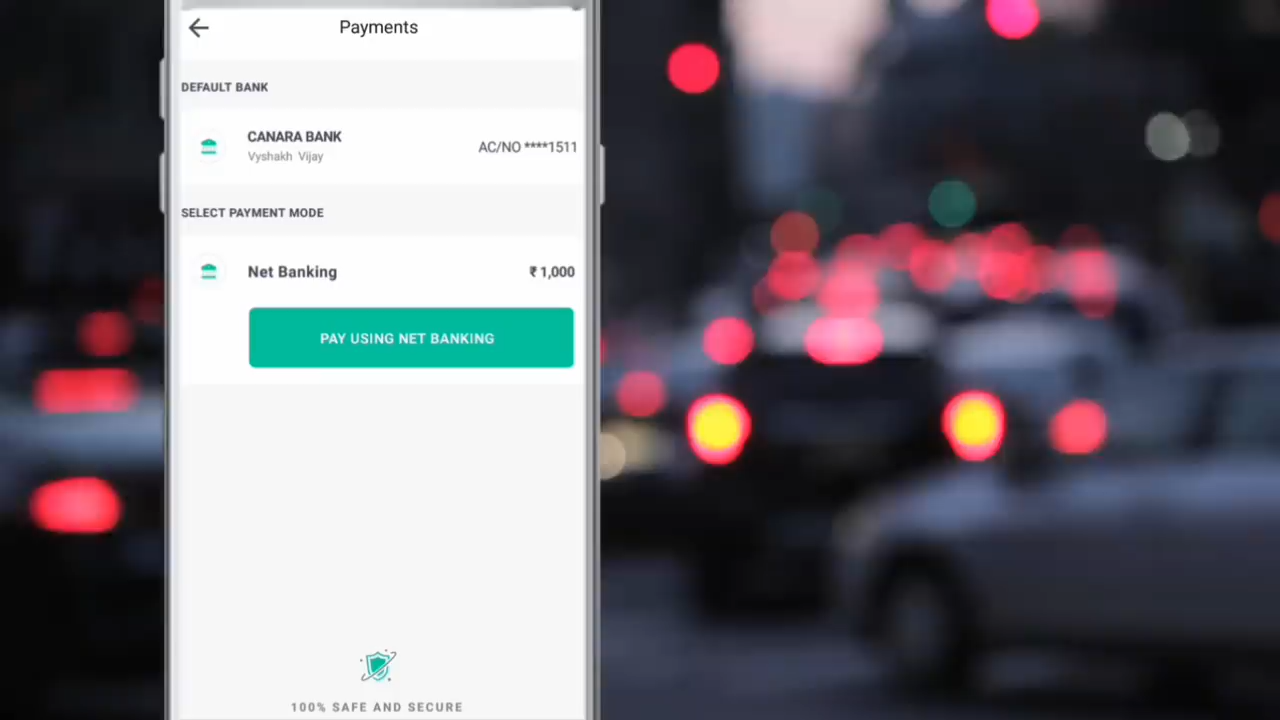 Payments
DEFAULT BANK
CANARA BANK
Vyshakh Vijay
AC/NO ****1511
SELECT PAYMENT MODE
Net Banking
₹ 1,000
PAY USING NET BANKING
100% SAFE AND SECURE